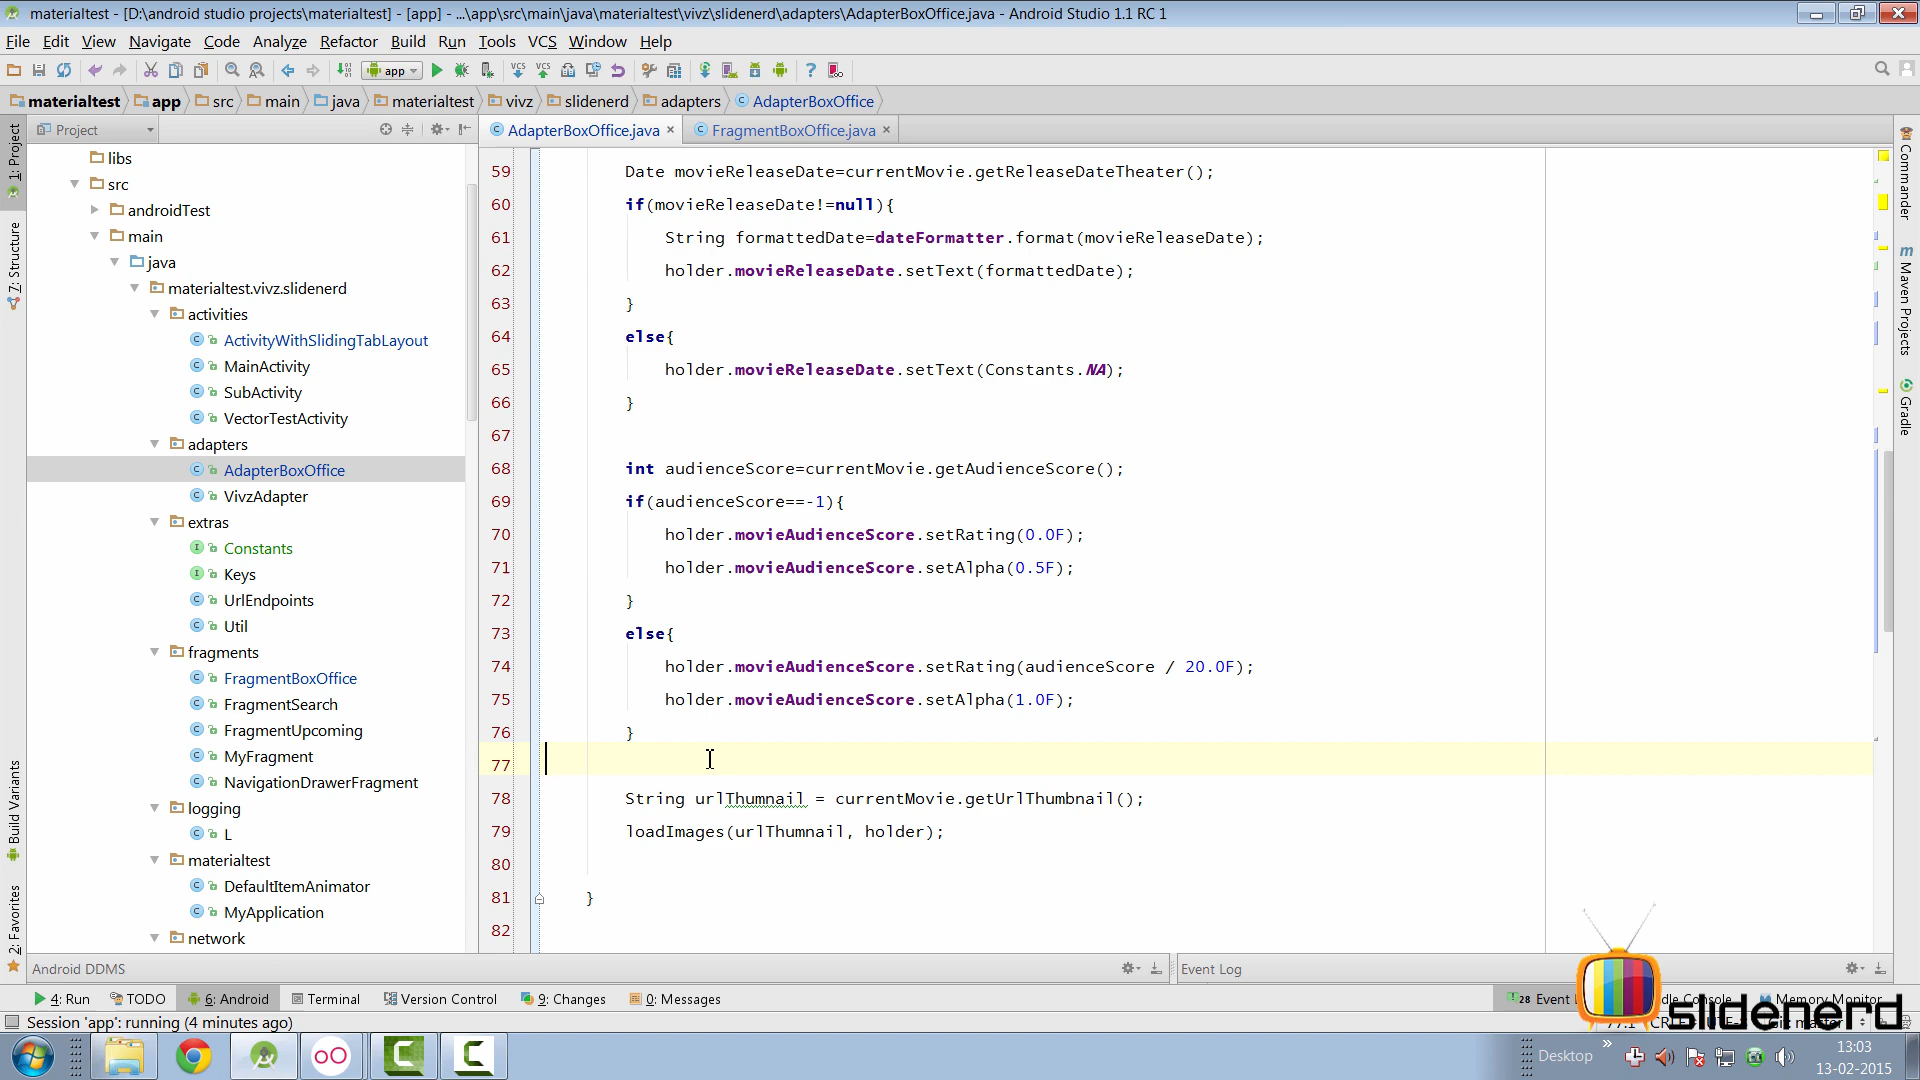 materialtest - [D:\android studio projects\materialtest] - [app] - ...\app\src\main\java\materialtest\vivz\slidenerd\adapters\AdapterBoxOffice.java - Android Studio 1.1 RC 1
File Edit View Navigate Code Analyze Refactor Build Run Tools VCS Window Help
app
materialtest app src main java materialtest vivz slidenerd adapters AdapterBoxOffice
Project
AdapterBoxOffice.java FragmentBoxOffice.java
1: Project
7: Structure
Build Variants
2: Favorites
libs
src
androidTest
main
java
materialtest.vivz.slidenerd
activities
ActivityWithSlidingTabLayout
MainActivity
SubActivity
VectorTestActivity
adapters
AdapterBoxOffice
VivzAdapter
extras
Constants
Keys
UrlEndpoints
Util
fragments
FragmentBoxOffice
FragmentSearch
FragmentUpcoming
MyFragment
NavigationDrawerFragment
logging
L
materialtest
DefaultItemAnimator
MyApplication
network
59 Date movieReleaseDate=currentMovie.getReleaseDateTheater();
60 if(movieReleaseDate!=null){
61 String formattedDate=dateFormatter.format(movieReleaseDate);
62 holder.movieReleaseDate.setText(formattedDate);
63 }
64 else{
65 holder.movieReleaseDate.setText(Constants.NA);
66 }
67
68 int audienceScore=currentMovie.getAudienceScore();
69 if(audienceScore==-1){
70 holder.movieAudienceScore.setRating(0.0F);
71 holder.movieAudienceScore.setAlpha(0.5F);
72 }
73 else{
74 holder.movieAudienceScore.setRating(audienceScore / 20.0F);
75 holder.movieAudienceScore.setAlpha(1.0F);
76 }
77
78 String urlThumnail = currentMovie.getUrlThumbnail();
79 loadImages(urlThumnail, holder);
80
81 }
82
Commander
Maven Projects
Gradle
Android DDMS
Event Log
4: Run TODO 6: Android Terminal Version Control 9: Changes 0: Messages
28 Event Memory Monitor
Session 'app': running (4 minutes ago)
slidenerd
Desktop
13:03
13-02-2015